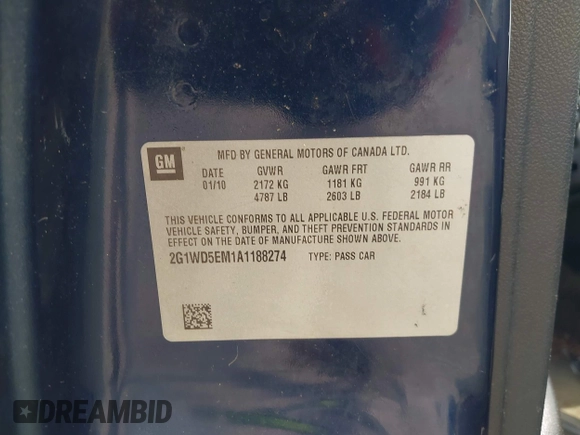 GM
MFD BY GENERAL MOTORS OF CANADA LTD.
DATE GVWR GAWR FRT GAWR RR
01/10 2172 KG 1181 KG 991 KG
4787 LB 2603 LB 2184 LB
THIS VEHICLE CONFORMS TO ALL APPLICABLE U.S. FEDERAL MOTOR
VEHICLE SAFETY, BUMPER, AND THEFT PREVENTION STANDARDS
IN EFFECT ON THE DATE OF MANUFACTURE SHOWN ABOVE.
2G1WD5EM1A1188274 TYPE: PASS CAR
DREAMBID